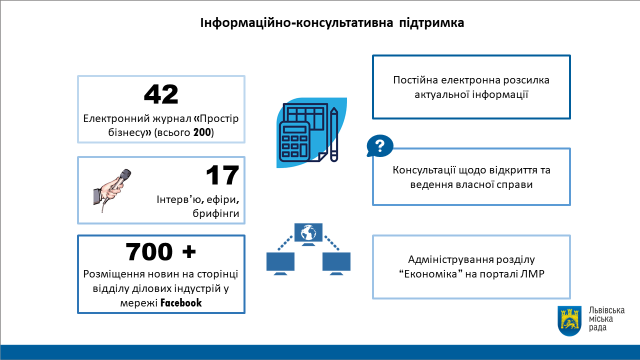 Інформаційно-консультативна підтримка
42
Електронний журнал «Простір
бізнесу» (всього 200)
17
Інтерв'ю, ефіри,
брифінги
700 +
Розміщення новин на сторінці
відділу ділових індустрій у
мережі Facebook
Постійна електронна розсилка
актуальної інформації
?
Консультації щодо відкриття та
ведення власної справи
Адміністрування розділу
“Економіка” на порталі ЛМР
Львівська
міська
рада